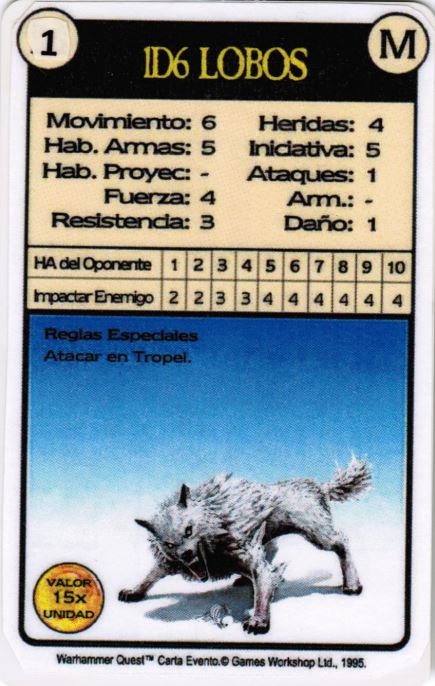 1
M
1D6 LOBOS
Movimiento: 6 Heridas: 4
Hab. Armas: 5 Iniciativa: 5
Hab. Proyec: - Ataques: 1
Fuerza: 4 Arm.: -
Resistencia: 3 Daño: 1
HA del Oponente 1 2 3 4 5 6 7 8 9 10
Impactar Enemigo 2 2 3 3 4 4 4 4 4 4
Reglas Especiales
Atacar en Tropel.
VALOR
15x
UNIDAD
Warhammer Quest™ Carta Evento.© Games Workshop Ltd., 1995.